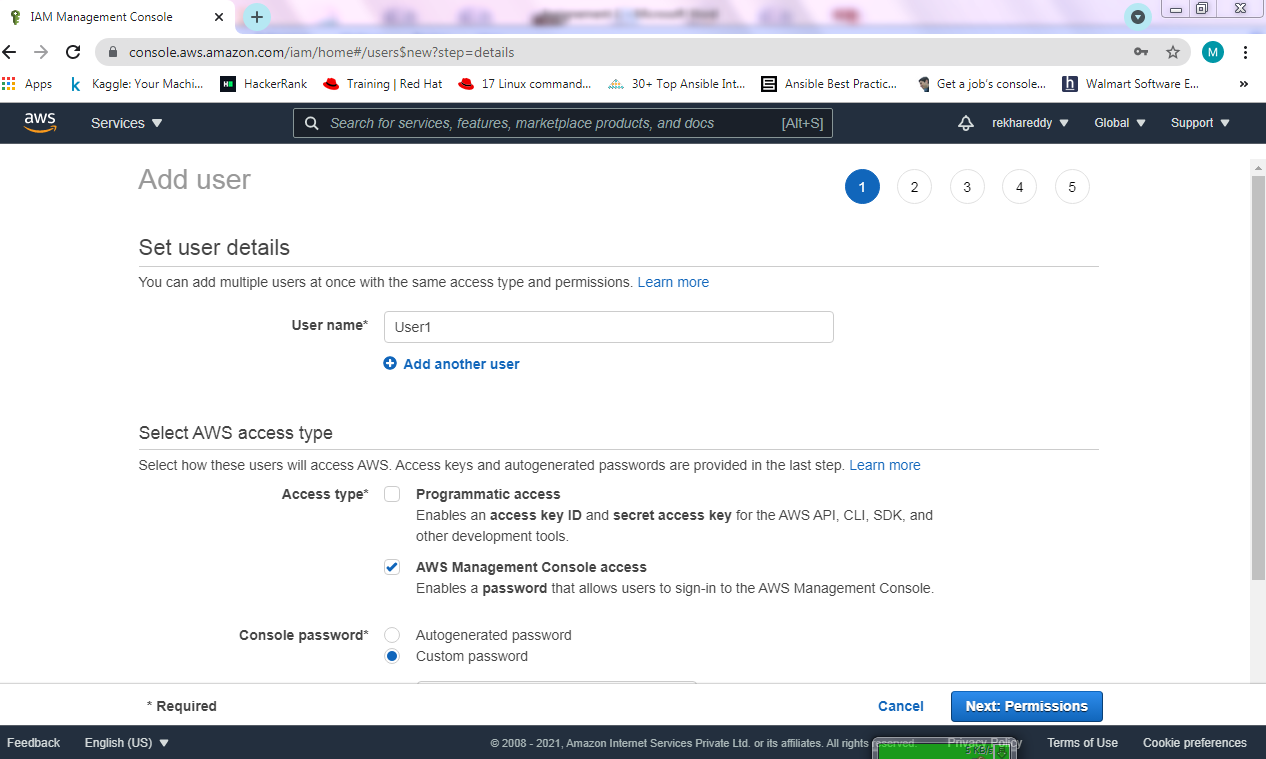 IAM Management Console
console.aws.amazon.com/iam/home#/users$new?step=details
M
Apps
Kaggle: Your Machi...
HackerRank
Training | Red Hat
17 Linux command...
30+ Top Ansible Int...
Ansible Best Practic...
Get a job's console...
Walmart Software E...
»
aws
Services
Search for services, features, marketplace products, and docs
[Alt+S]
rekhareddy
Global
Support
Add user
1
2
3
4
5
Set user details
You can add multiple users at once with the same access type and permissions. Learn more
User name*
User1
Add another user
Select AWS access type
Select how these users will access AWS. Access keys and autogenerated passwords are provided in the last step. Learn more
Access type*
Programmatic access
Enables an access key ID and secret access key for the AWS API, CLI, SDK, and
other development tools.
AWS Management Console access
Enables a password that allows users to sign-in to the AWS Management Console.
Console password*
Autogenerated password
Custom password
* Required
Cancel
Next: Permissions
Feedback
English (US)
© 2008 - 2021, Amazon Internet Services Private Ltd. or its affiliates. All rights reserved.
Privacy Policy
Terms of Use
Cookie preferences